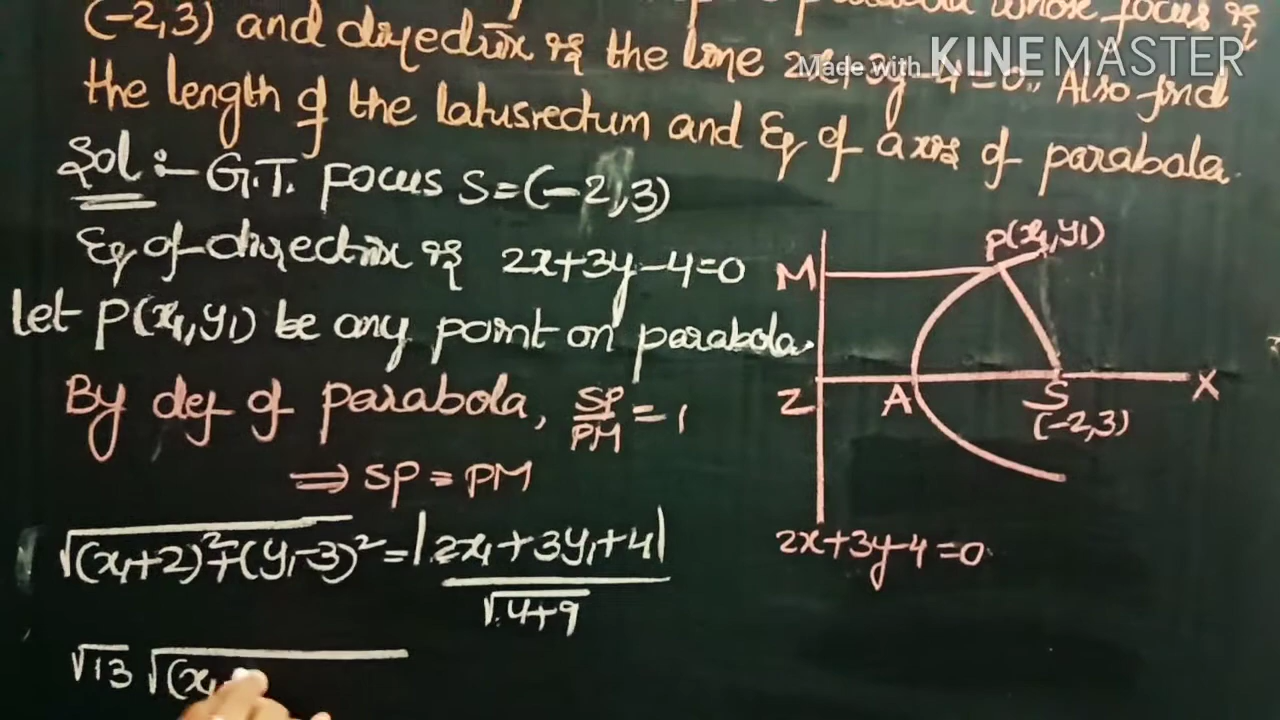 parabola whose focus is
(-2,3) and directrix is the line 2x+3y-4=0. Also find
Made with KINEMASTER
the length of the latusrectum and Eq of axis of parabola.
Sol:- G.T. focus S=(-2,3)
Eq of directrix is 2x+3y-4=0
let P(x₁,y₁) be any point on parabola.
By def of parabola, SP/PM = 1
⇒ SP = PM
√(x₁+2)²+(y₁-3)² = |2x₁+3y₁+4|/√4+9
√13 √(x₁
P(x₁,y₁)
M
Z A S X
(-2,3)
2x+3y-4=0